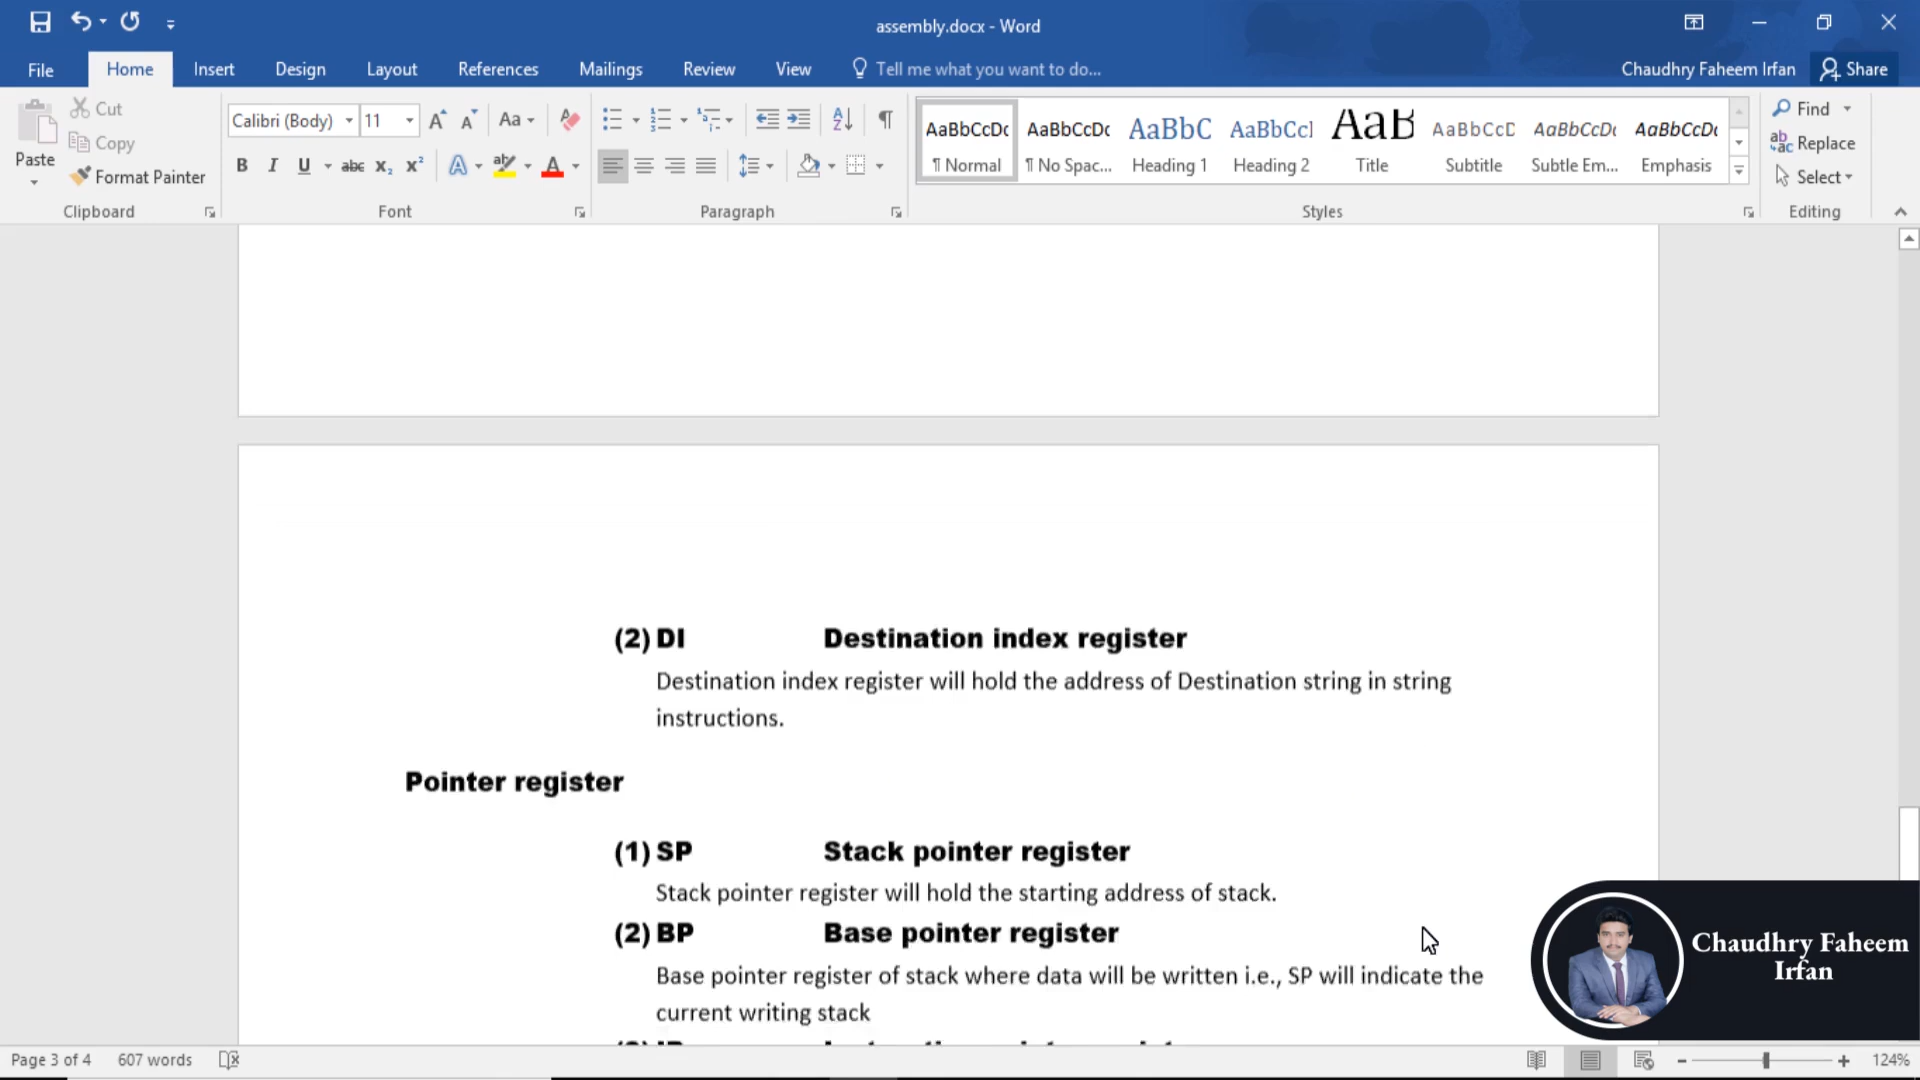 assembly.docx - Word
File Home Insert Design Layout References Mailings Review View Tell me what you want to do... Chaudhry Faheem Irfan Share
Paste Cut
Copy
Format Painter
Clipboard
Calibri (Body) 11 Aa
B I U abc x₂ x² A ab A
Font
Paragraph
AaBbCcDc AaBbCcDc AaBbC AaBbCcI AaB AaBbCcD AaBbCcDc AaBbCcDc
¶ Normal ¶ No Spac... Heading 1 Heading 2 Title Subtitle Subtle Em... Emphasis
Styles
Find
Replace
Select
Editing
(2) DI Destination index register
Destination index register will hold the address of Destination string in string
instructions.
Pointer register
(1) SP Stack pointer register
Stack pointer register will hold the starting address of stack.
(2) BP Base pointer register
Base pointer register of stack where data will be written i.e., SP will indicate the
current writing stack
Chaudhry Faheem
Irfan
Page 3 of 4 607 words 124%